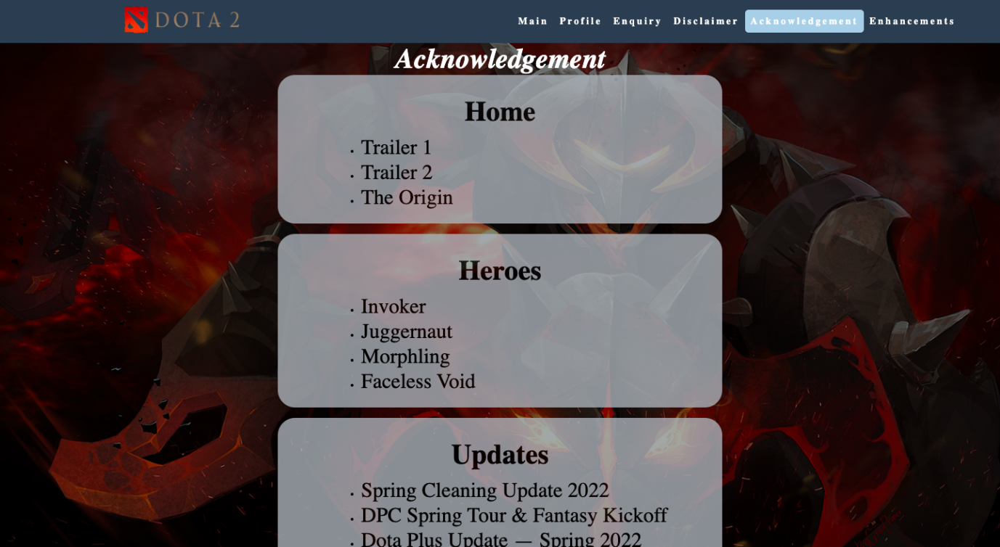 DOTA 2
Main Profile Enquiry Disclaimer Acknowledgement Enhancements
Acknowledgement
Home
• Trailer 1
• Trailer 2
• The Origin
Heroes
• Invoker
• Juggernaut
• Morphling
• Faceless Void
Updates
• Spring Cleaning Update 2022
• DPC Spring Tour & Fantasy Kickoff
• Dota Plus Update — Spring 2022